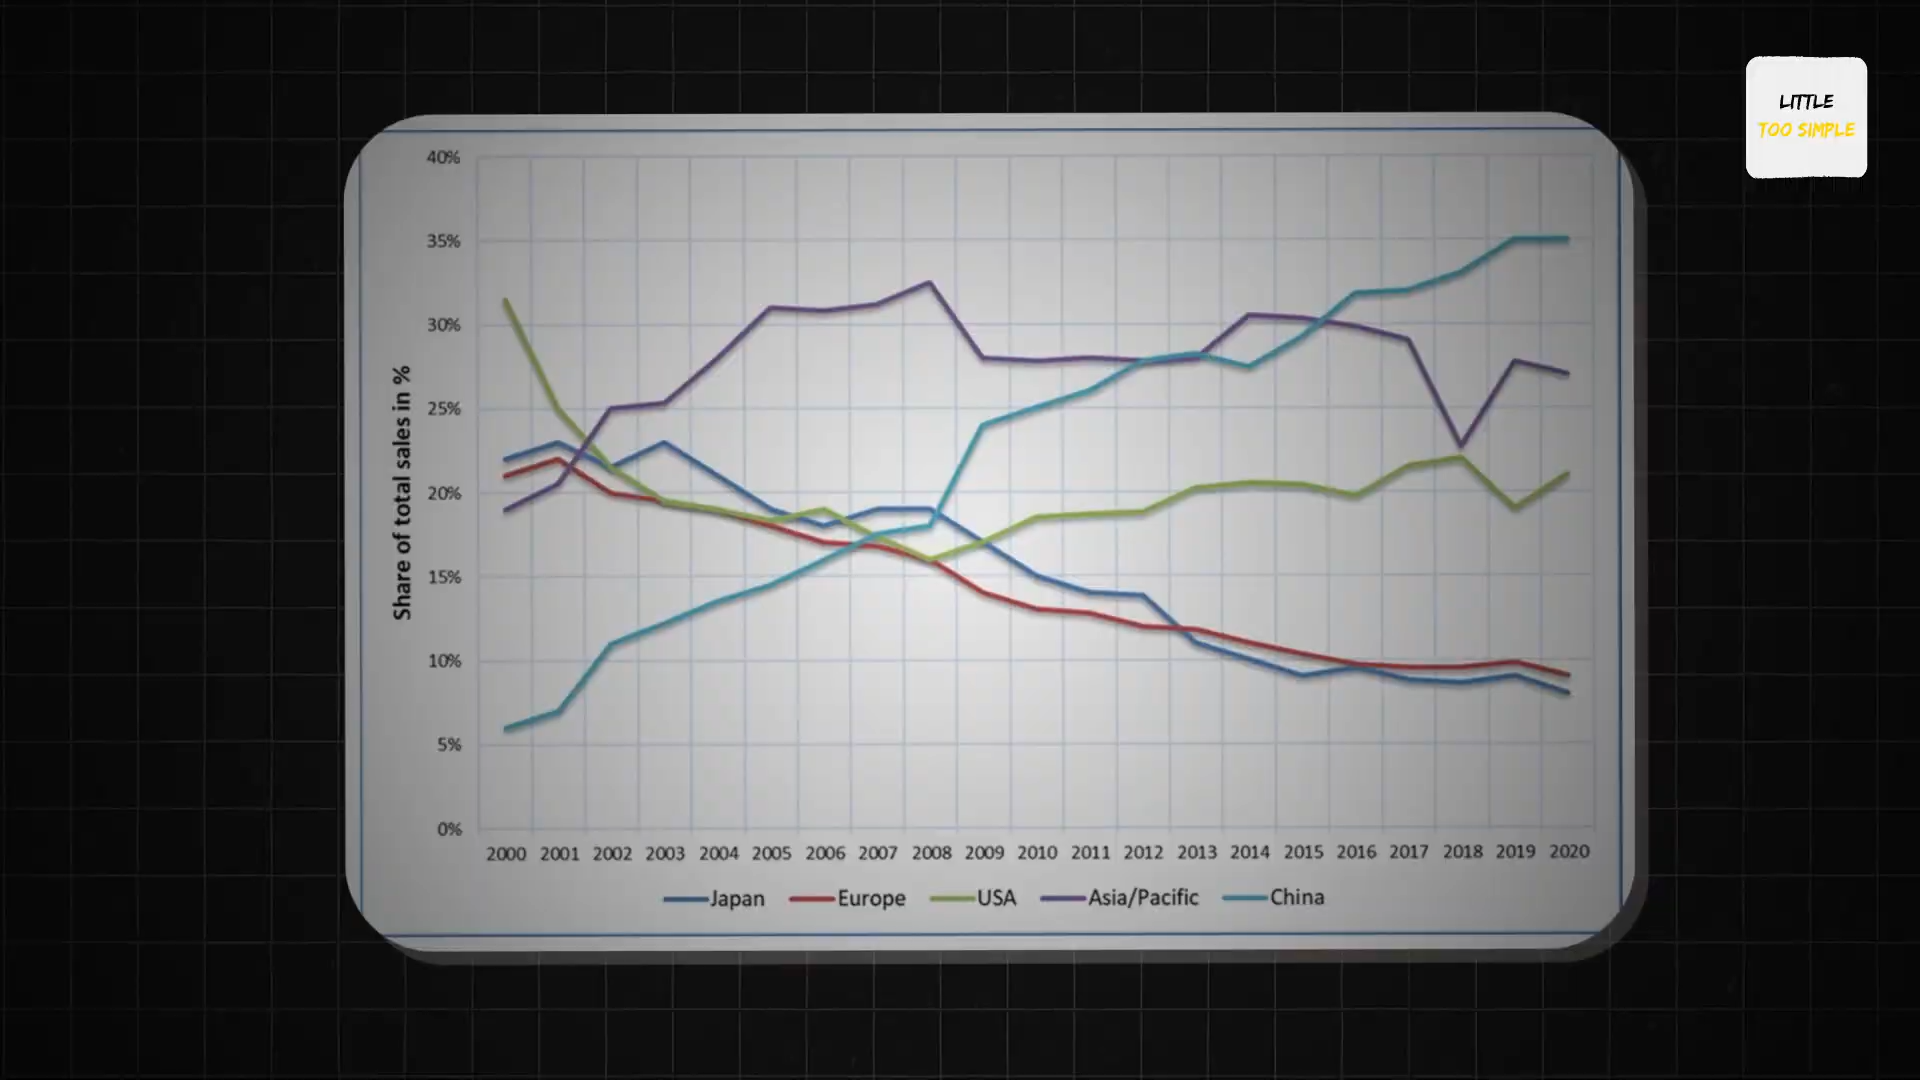 LITTLE
TOO SIMPLE
40%
35%
30%
25%
20%
15%
10%
5%
0%
Share of total sales in %
2000 2001 2002 2003 2004 2005 2006 2007 2008 2009 2010 2011 2012 2013 2014 2015 2016 2017 2018 2019 2020
Japan Europe USA Asia/Pacific China